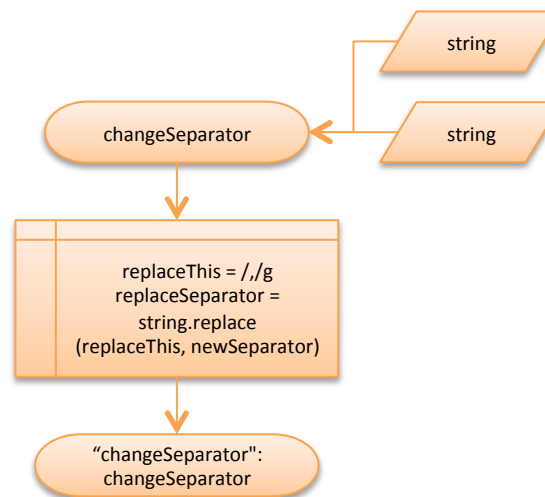 string
string
changeSeparator
replaceThis = /,/g
replaceSeparator =
string.replace
(replaceThis, newSeparator)
“changeSeparator":
changeSeparator